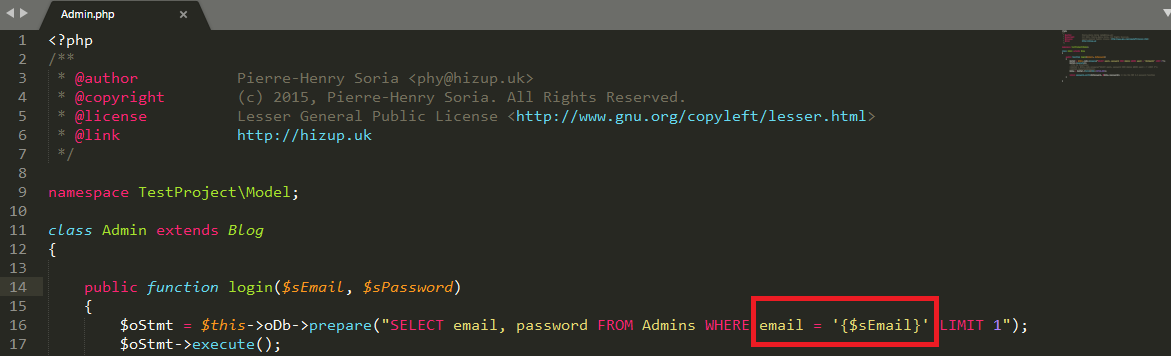 Admin.php ×
1 <?php
2 /**
3 * @author Pierre-Henry Soria <phy@hizup.uk>
4 * @copyright (c) 2015, Pierre-Henry Soria. All Rights Reserved.
5 * @license Lesser General Public License <http://www.gnu.org/copyleft/lesser.html>
6 * @link http://hizup.uk
7 */
8
9 namespace TestProject\Model;
10
11 class Admin extends Blog
12 {
13
14 public function login($sEmail, $sPassword)
15 {
16 $oStmt = $this->oDb->prepare("SELECT email, password FROM Admins WHERE email = '{$sEmail}' LIMIT 1");
17 $oStmt->execute();